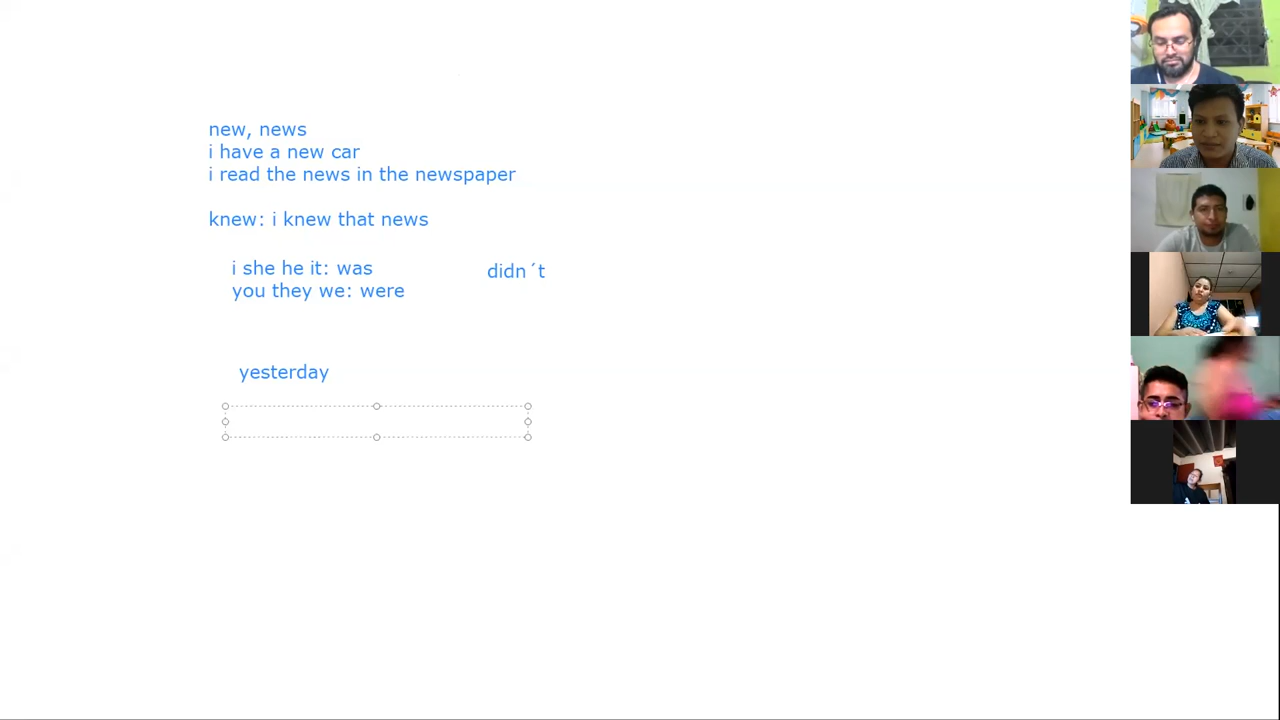 new, news
i have a new car
i read the news in the newspaper
knew: i knew that news
i she he it: was
you they we: were
didn´t
yesterday